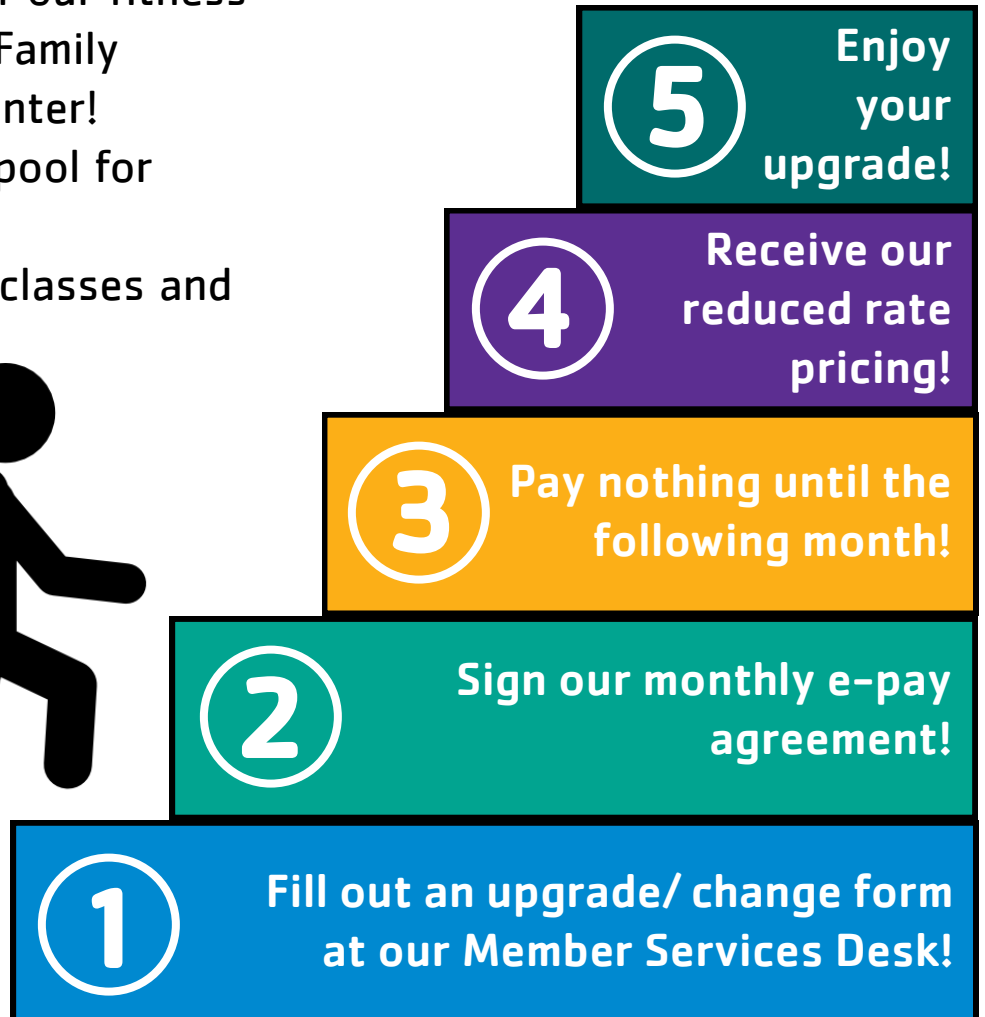 our fitness
Family
nter!
pool for
classes and
5
Enjoy
your
upgrade!
4
Receive our
reduced rate
pricing!
3
Pay nothing until the
following month!
2
Sign our monthly e-pay
agreement!
1
Fill out an upgrade/ change form
at our Member Services Desk!